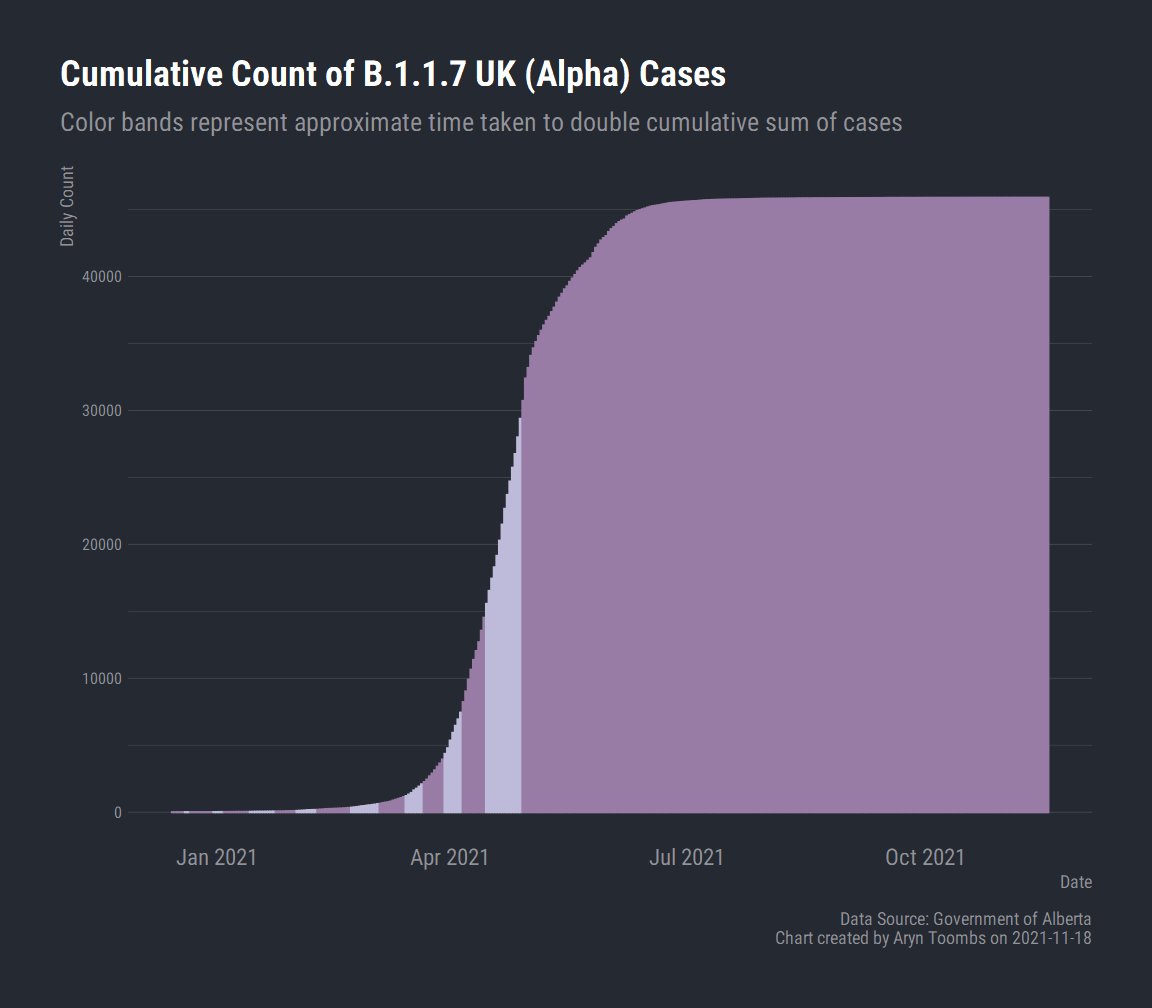 Cumulative Count of B.1.1.7 UK (Alpha) Cases
Color bands represent approximate time taken to double cumulative sum of cases
Daily Count
40000
30000
20000
10000
0
Jan 2021
Apr 2021
Jul 2021
Oct 2021
Date
Data Source: Government of Alberta
Chart created by Aryn Toombs on 2021-11-18